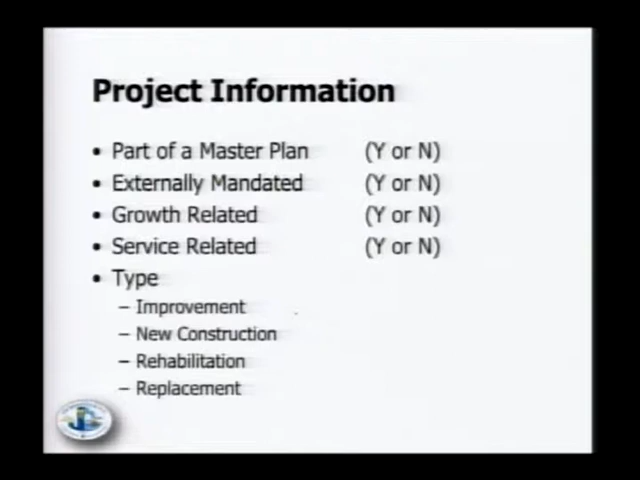 Project Information
• Part of a Master Plan (Y or N)
• Externally Mandated (Y or N)
• Growth Related (Y or N)
• Service Related (Y or N)
• Type
– Improvement
– New Construction
– Rehabilitation
– Replacement